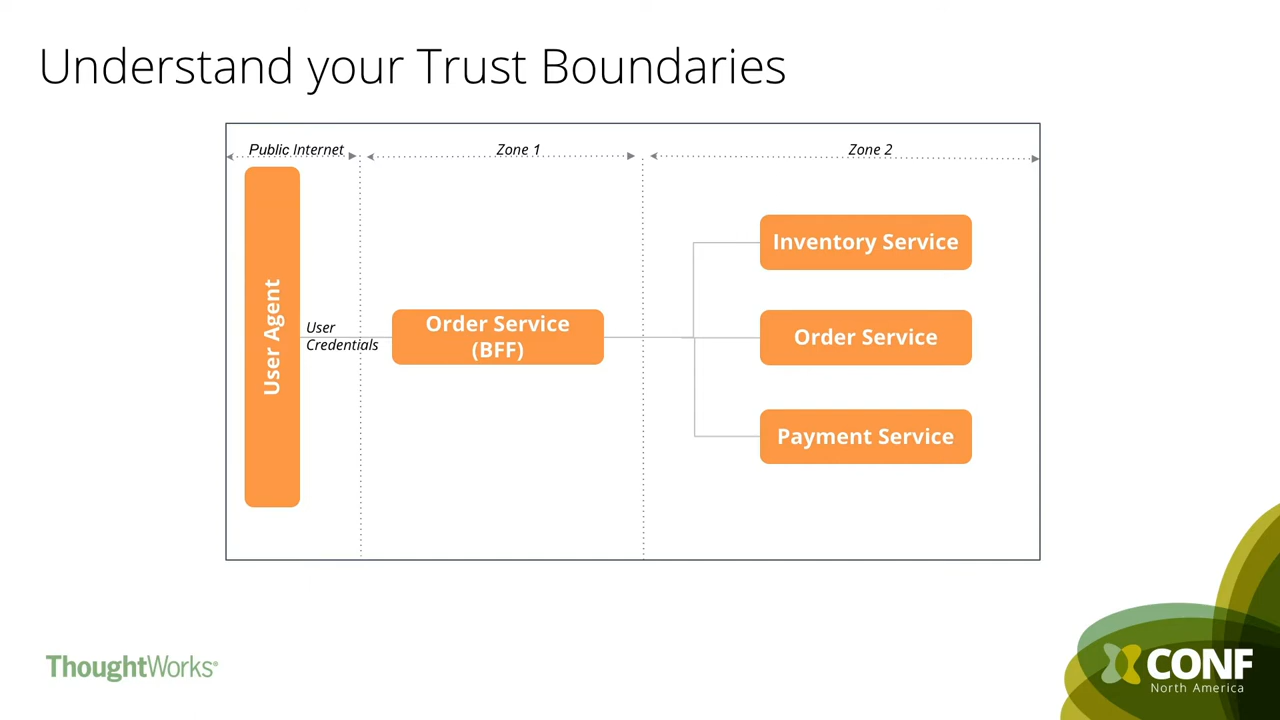 Understand your Trust Boundaries
Public Internet
Zone 1
Zone 2
User Agent
User
Credentials
Order Service
(BFF)
Inventory Service
Order Service
Payment Service
ThoughtWorks®
XCONF
North America